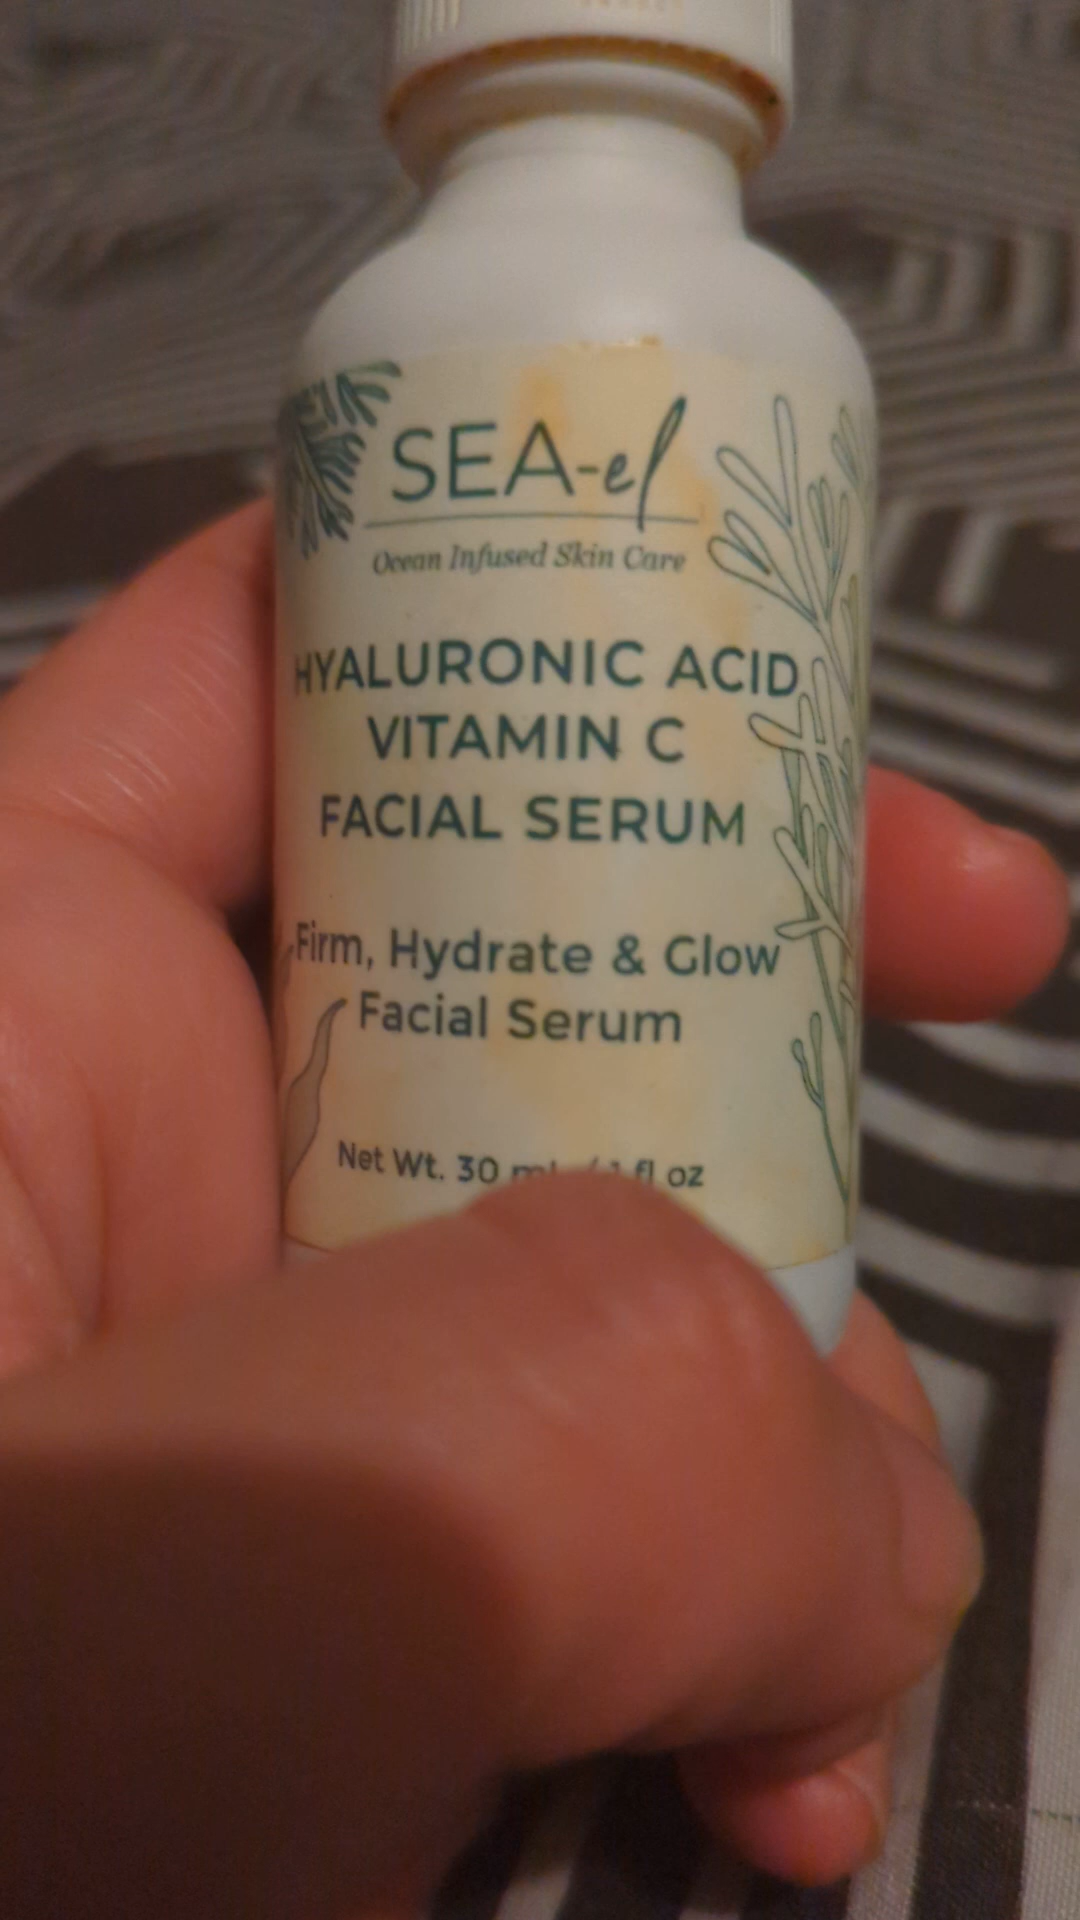 SEA-el
Ocean Infused Skin Care
HYALURONIC ACID
VITAMIN C
FACIAL SERUM
Firm, Hydrate & Glow
Facial Serum
Net Wt. 30 fl oz